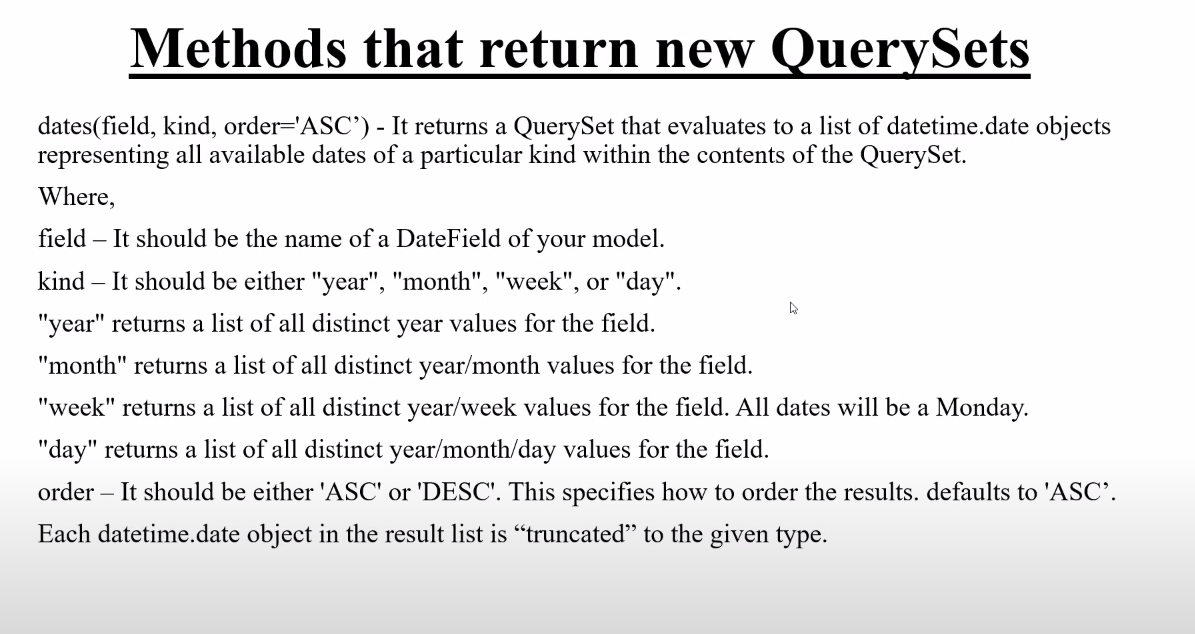 Methods that return new QuerySets
dates(field, kind, order='ASC’) - It returns a QuerySet that evaluates to a list of datetime.date objects
representing all available dates of a particular kind within the contents of the QuerySet.
Where,
field – It should be the name of a DateField of your model.
kind – It should be either "year", "month", "week", or "day".
"year" returns a list of all distinct year values for the field.
"month" returns a list of all distinct year/month values for the field.
"week" returns a list of all distinct year/week values for the field. All dates will be a Monday.
"day" returns a list of all distinct year/month/day values for the field.
order – It should be either 'ASC' or 'DESC'. This specifies how to order the results. defaults to 'ASC’.
Each datetime.date object in the result list is “truncated” to the given type.